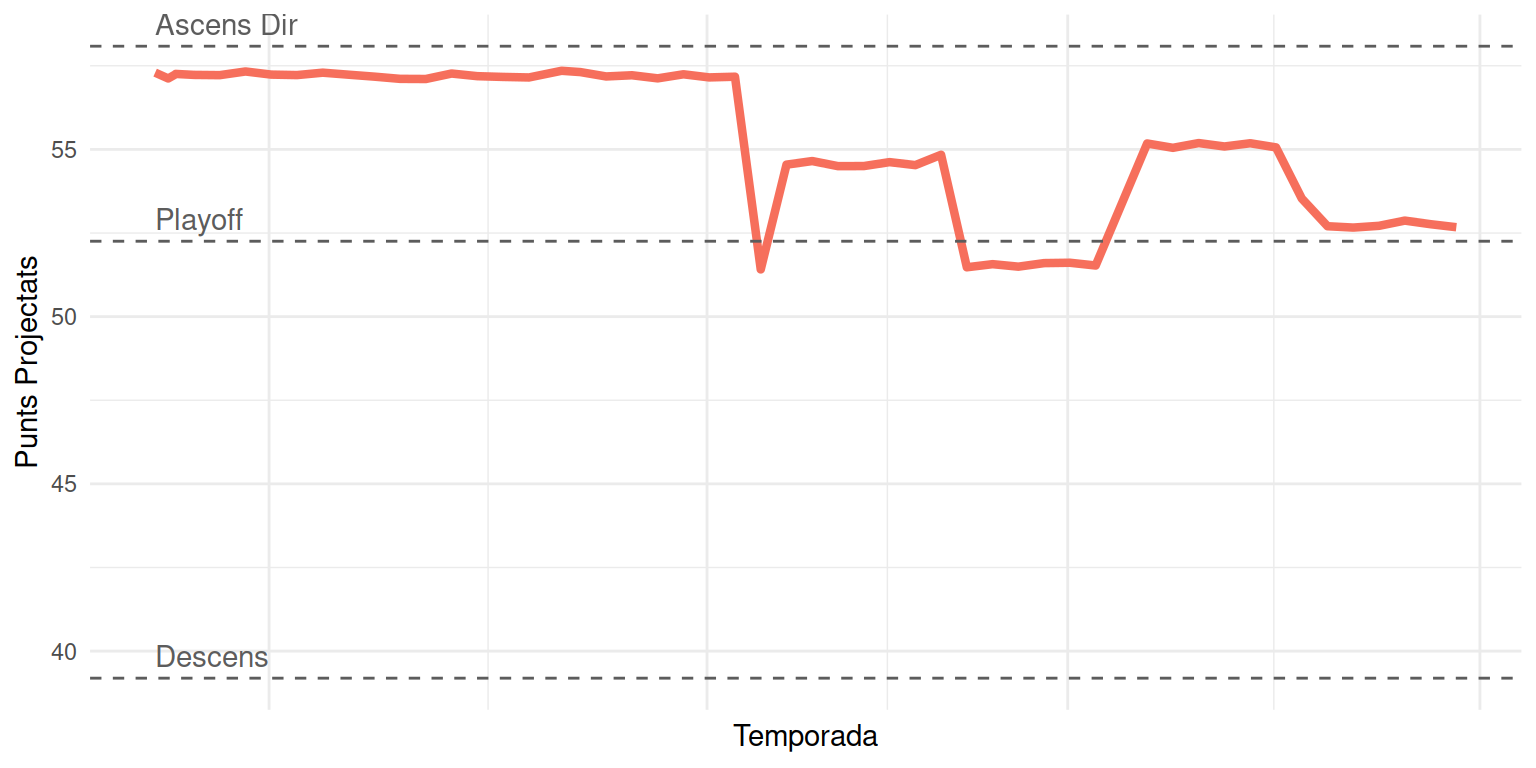 Ascens Dir
55
Playoff
Punts Projectats
50
45
40
Descens
Temporada